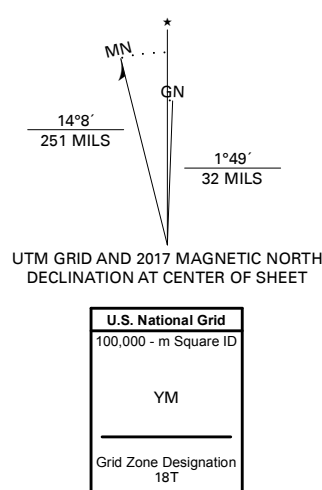 ★
MN
GN
14°8´
251 MILS
1°49´
32 MILS
UTM GRID AND 2017 MAGNETIC NORTH
DECLINATION AT CENTER OF SHEET
U.S. National Grid
100,000 - m Square ID
YM
Grid Zone Designation
18T